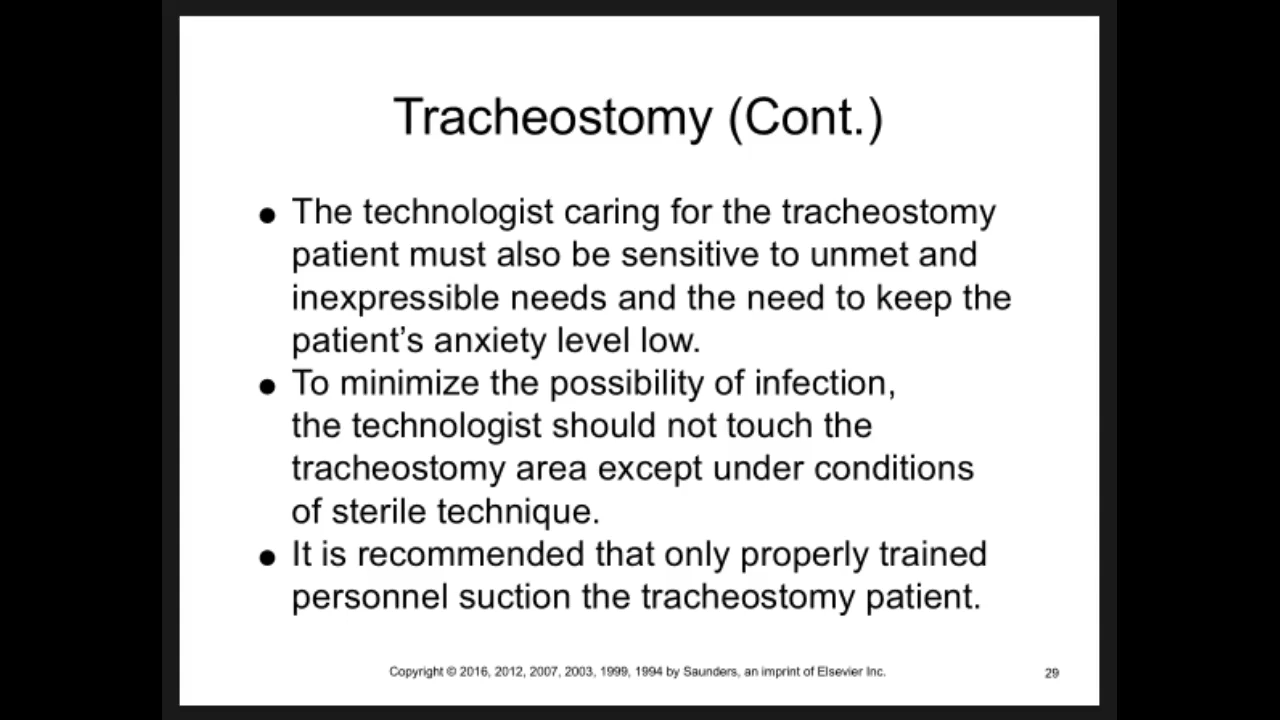 Tracheostomy (Cont.)
● The technologist caring for the tracheostomy
patient must also be sensitive to unmet and
inexpressible needs and the need to keep the
patient’s anxiety level low.
● To minimize the possibility of infection,
the technologist should not touch the
tracheostomy area except under conditions
of sterile technique.
● It is recommended that only properly trained
personnel suction the tracheostomy patient.
Copyright © 2016, 2012, 2007, 2003, 1999, 1994 by Saunders, an imprint of Elsevier Inc.
29